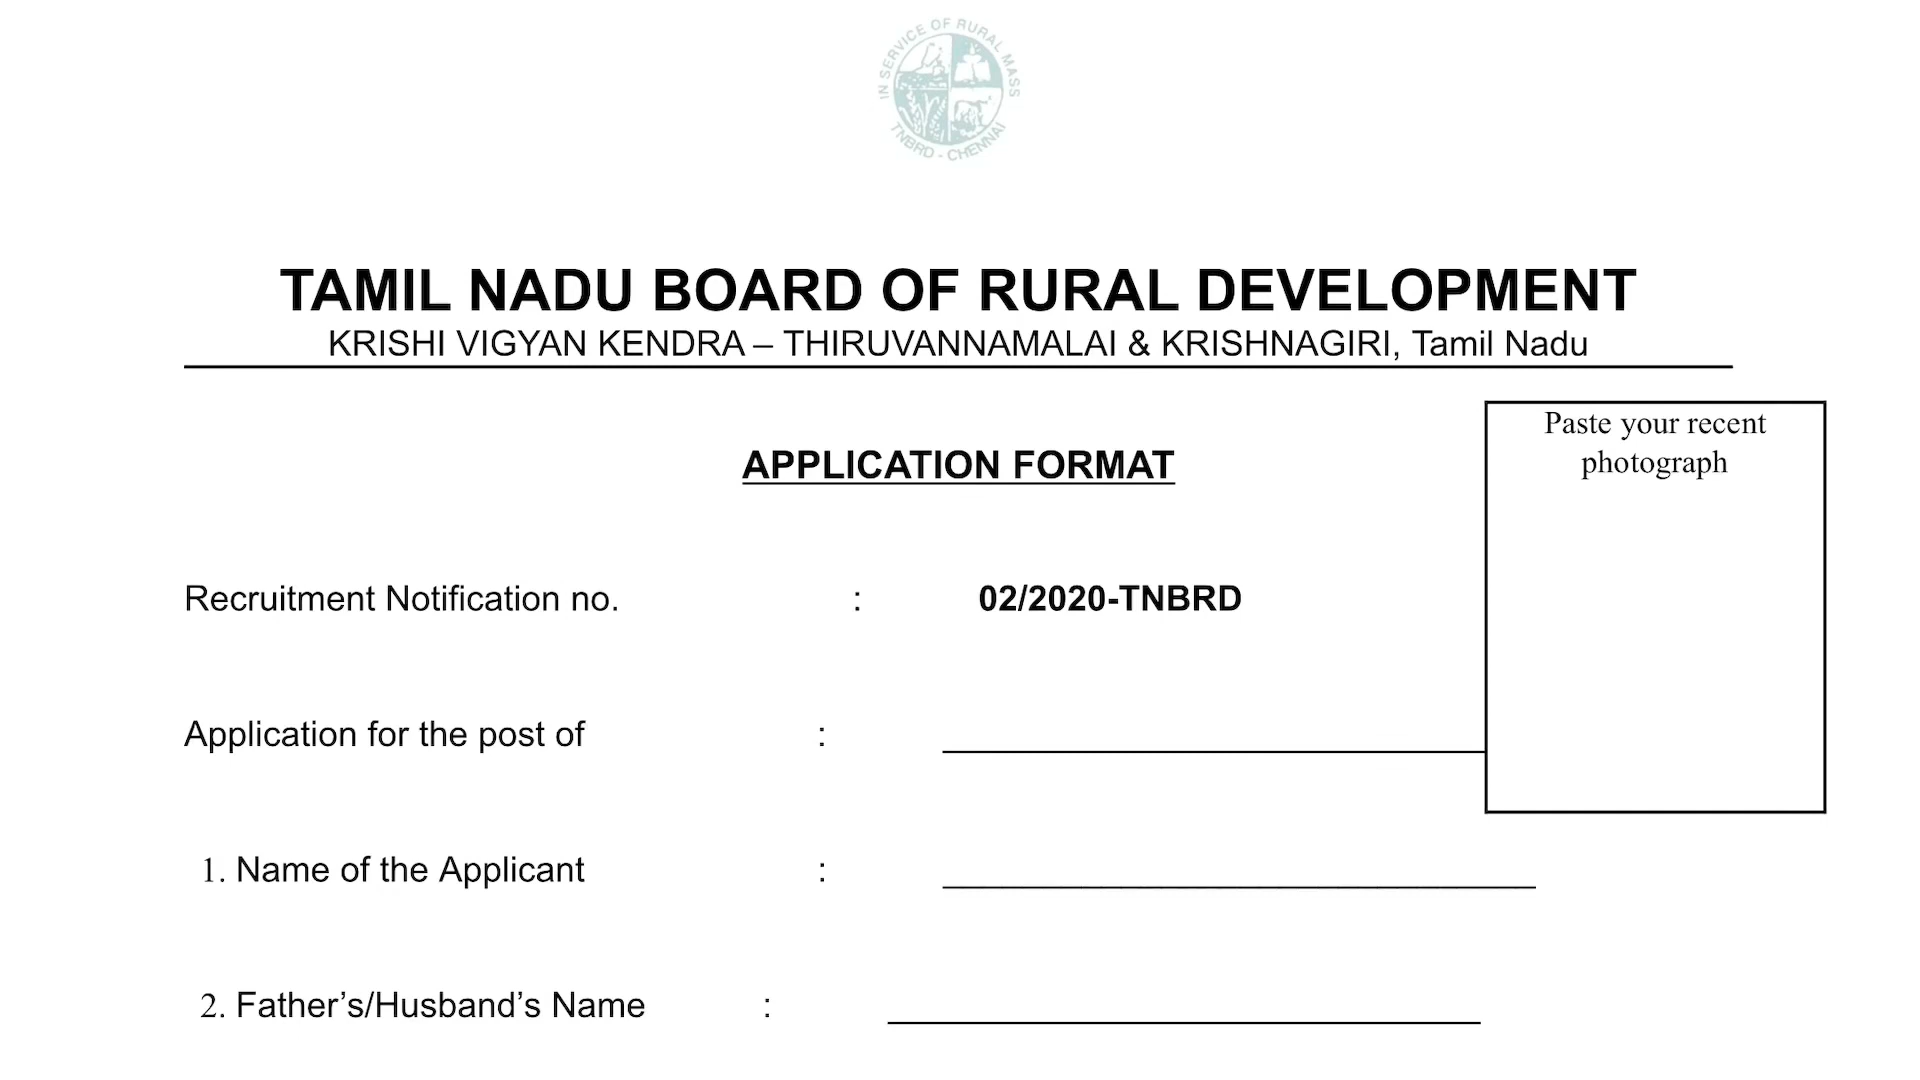 IN SERVICE OF RURAL MASS
TNBRD - CHENNAI
TAMIL NADU BOARD OF RURAL DEVELOPMENT
KRISHI VIGYAN KENDRA – THIRUVANNAMALAI & KRISHNAGIRI, Tamil Nadu
Paste your recent
photograph
APPLICATION FORMAT
Recruitment Notification no. : 02/2020-TNBRD
Application for the post of :
1. Name of the Applicant :
2. Father’s/Husband’s Name :